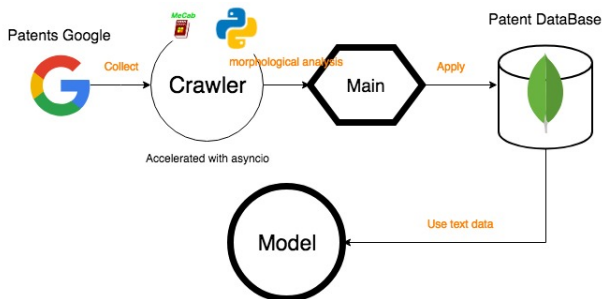 Patents Google
MeCab
Patent DataBase
Collect
Crawler
morphological analysis
Main
Apply
Accelerated with asyncio
Use text data
Model